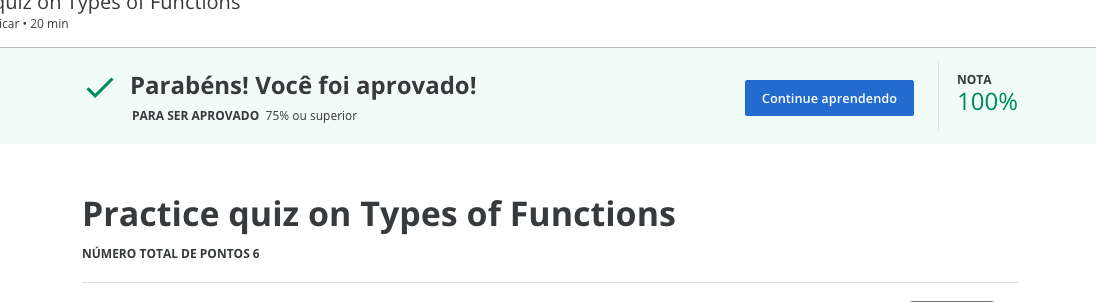 quiz on Types of Functions
icar • 20 min
Parabéns! Você foi aprovado!
PARA SER APROVADO 75% ou superior
Continue aprendendo
NOTA
100%
Practice quiz on Types of Functions
NÚMERO TOTAL DE PONTOS 6